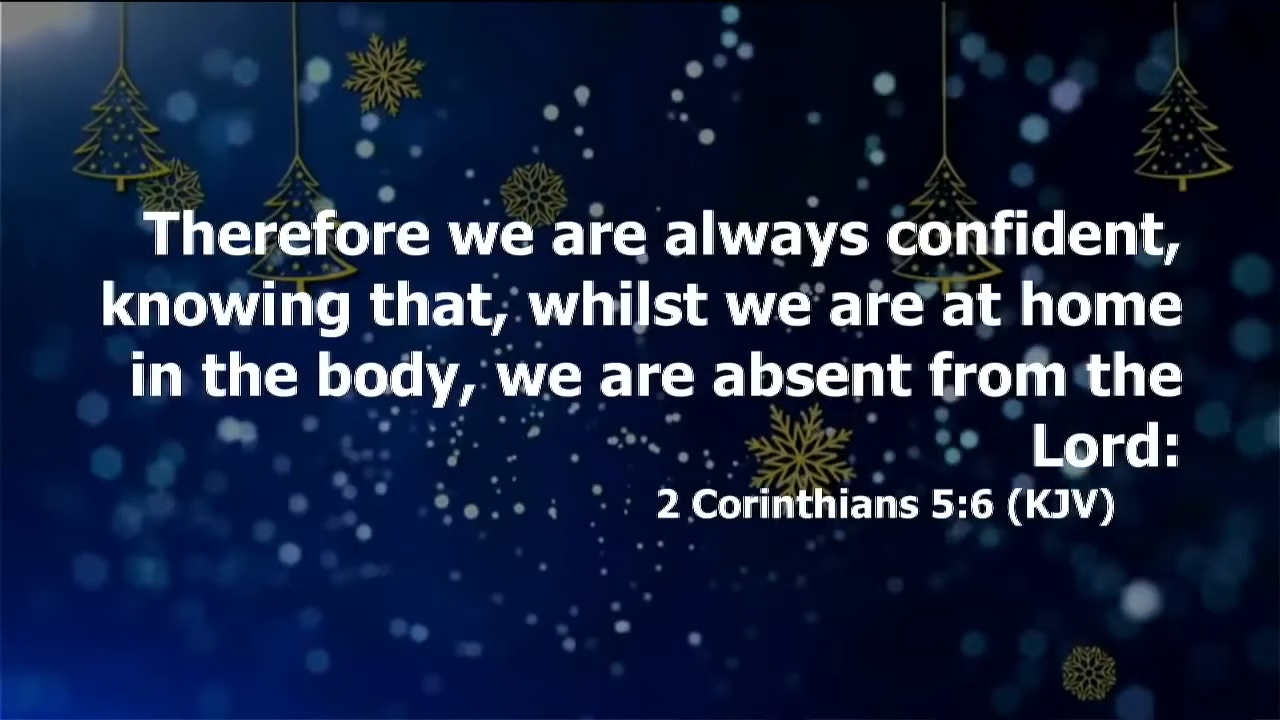 Therefore we are always confident,
knowing that, whilst we are at home
in the body, we are absent from the
Lord:
2 Corinthians 5:6 (KJV)